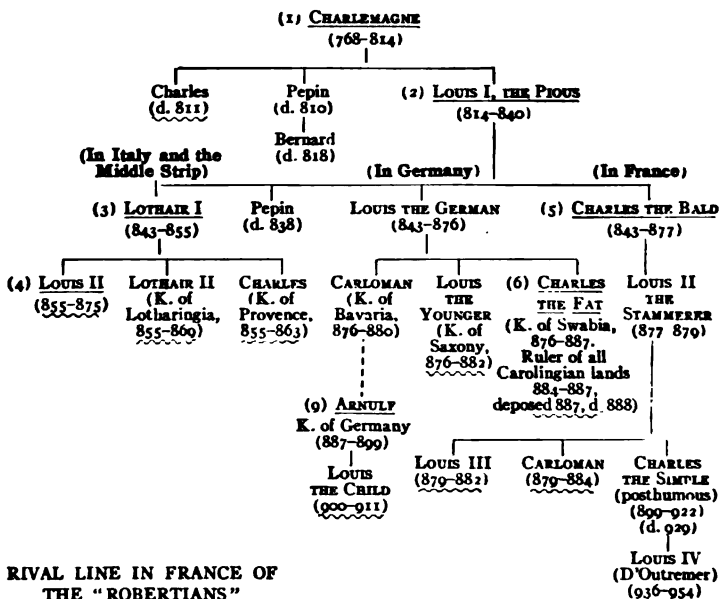 (1) CHARLEMAGNE
(768–814)
Charles
(d. 811)
Pepin
(d. 810)
Bernard
(d. 818)
(2) LOUIS I, THE PIOUS
(814–840)
(In Italy and the
Middle Strip)
(In Germany)
(In France)
(3) LOTHAIR I
(843–855)
Pepin
(d. 838)
LOUIS THE GERMAN
(843–876)
(5) CHARLES THE BALD
(843–877)
(4) LOUIS II
(855–875)
LOTHAIR II
(K. of
Lotharingia,
855–869)
CHARLES
(K. of
Provence,
855–863)
CARLOMAN
(K. of
Bavaria,
876–880)
LOUIS
THE
YOUNGER
(K. of
Saxony,
876–882)
(6) CHARLES
THE FAT
(K. of Swabia,
876–887.
Ruler of all
Carolingian lands
884–887,
deposed 887, d 888)
LOUIS II
THE
STAMMERER
(877 879)
(9) ARNULF
K. of Germany
(887–899)
LOUIS
THE CHILD
(900–911)
LOUIS III
(879–882)
CARLOMAN
(879–884)
CHARLES
THE SIMPLE
(posthumous)
(899–922)
(d. 929)
LOUIS IV
(D'Outremer)
(936–954)
RIVAL LINE IN FRANCE OF
THE "ROBERTIANS"